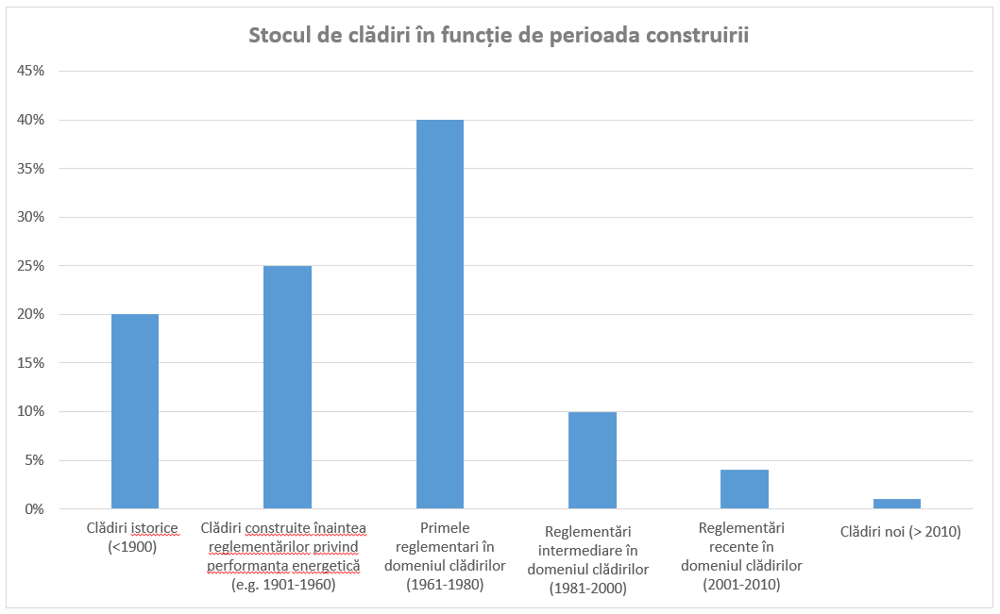 Stocul de clădiri în funcție de perioada construirii
45%
40%
35%
30%
25%
20%
15%
10%
5%
0%
Clădiri istorice
(<1900)
Clădiri construite înaintea
reglementărilor privind
performanța energetică
(e.g. 1901-1960)
Primele
reglementari în
domeniul clădirilor
(1961-1980)
Reglementări
intermediare în
domeniul clădirilor
(1981-2000)
Reglementări
recente în
domeniul clădirilor
(2001-2010)
Clădiri noi (> 2010)